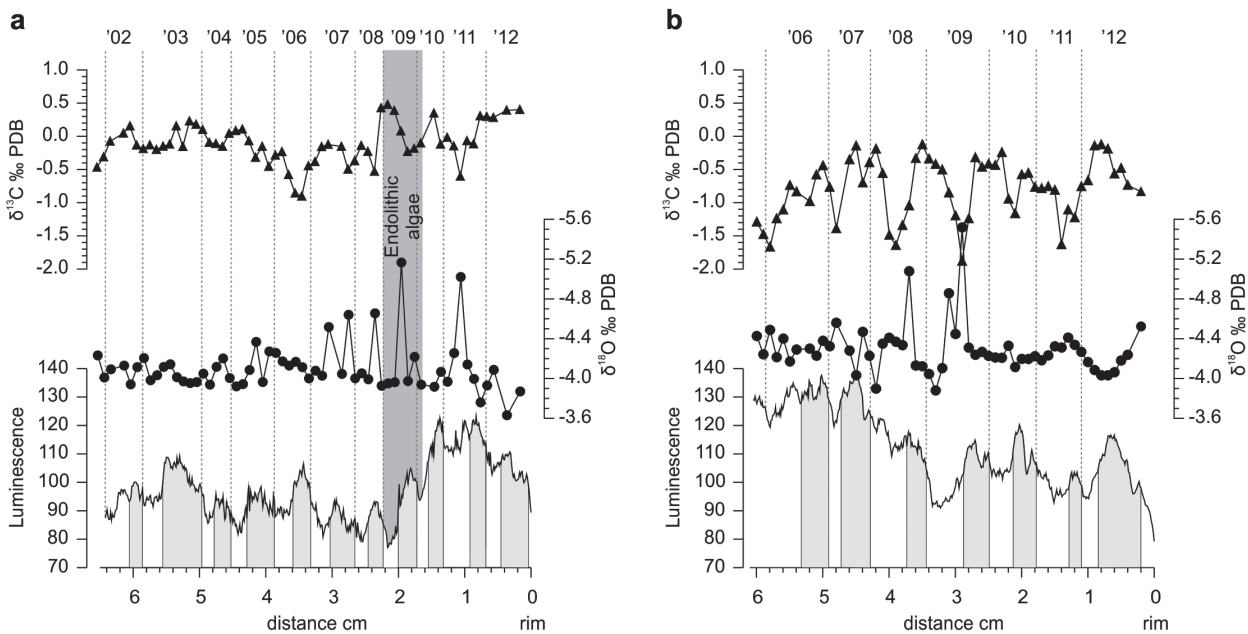 a
'02 '03 '04 '05 '06 '07 '08 '09 '10 '11 '12
1.0
0.5
0.0
-0.5
-1.0
-1.5
-2.0
δ13C ‰ PDB
Endolithic
algae
-5.6
-5.2
-4.8
-4.4
-4.0
-3.6
δ18O ‰ PDB
140
130
120
110
100
90
80
70
Luminescence
6 5 4 3 2 1 0
distance cm rim
b
'06 '07 '08 '09 '10 '11 '12
1.0
0.5
0.0
-0.5
-1.0
-1.5
-2.0
δ13C ‰ PDB
-5.6
-5.2
-4.8
-4.4
-4.0
-3.6
δ18O ‰ PDB
140
130
120
110
100
90
80
70
Luminescence
6 5 4 3 2 1 0
distance cm rim